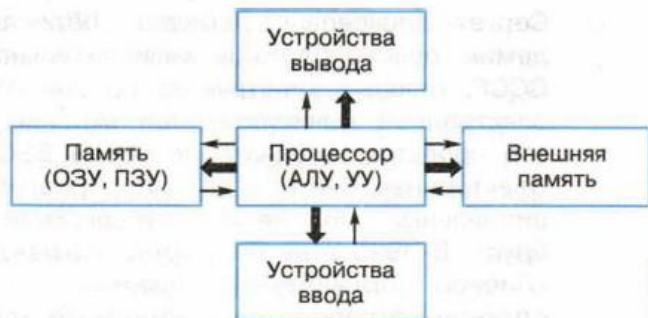 Устройства
вывода
Память
(ОЗУ, ПЗУ)
Процессор
(АЛУ, УУ)
Внешняя
память
Устройства
ввода